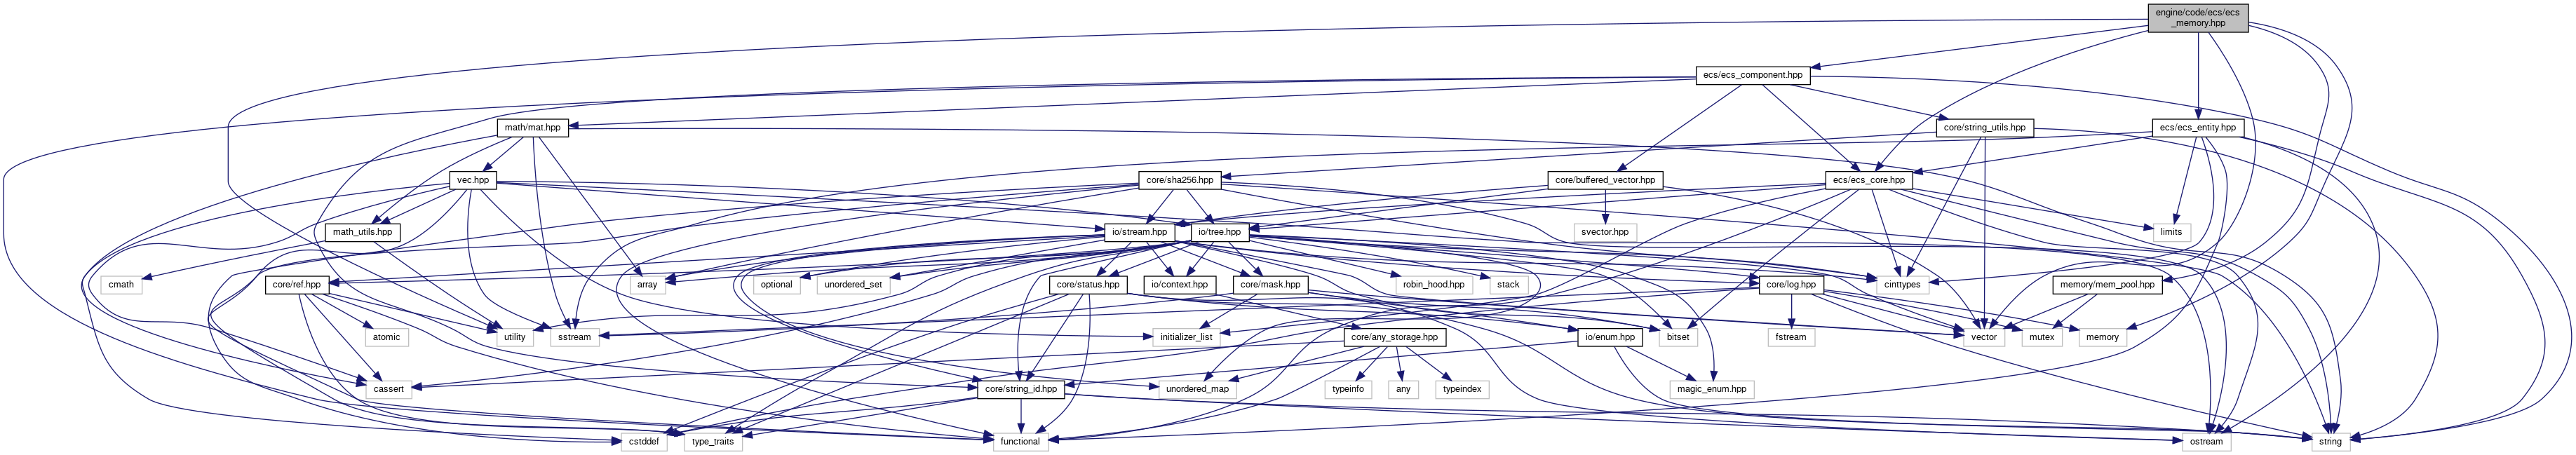 engine/code/ecs/ecs
_memory.hpp
ecs/ecs_component.hpp
math/mat.hpp
core/string_utils.hpp
ecs/ecs_entity.hpp
vec.hpp
core/sha256.hpp
core/buffered_vector.hpp
ecs/ecs_core.hpp
math_utils.hpp
io/stream.hpp
io/tree.hpp
svector.hpp
limits
cmath
core/ref.hpp
array
optional
unordered_set
core/status.hpp
io/context.hpp
core/mask.hpp
robin_hood.hpp
stack
core/log.hpp
cinttypes
memory/mem_pool.hpp
atomic
utility
sstream
initializer_list
core/any_storage.hpp
io/enum.hpp
bitset
fstream
vector
mutex
memory
cassert
core/string_id.hpp
unordered_map
typeinfo
any
typeindex
magic_enum.hpp
cstddef
type_traits
functional
ostream
string